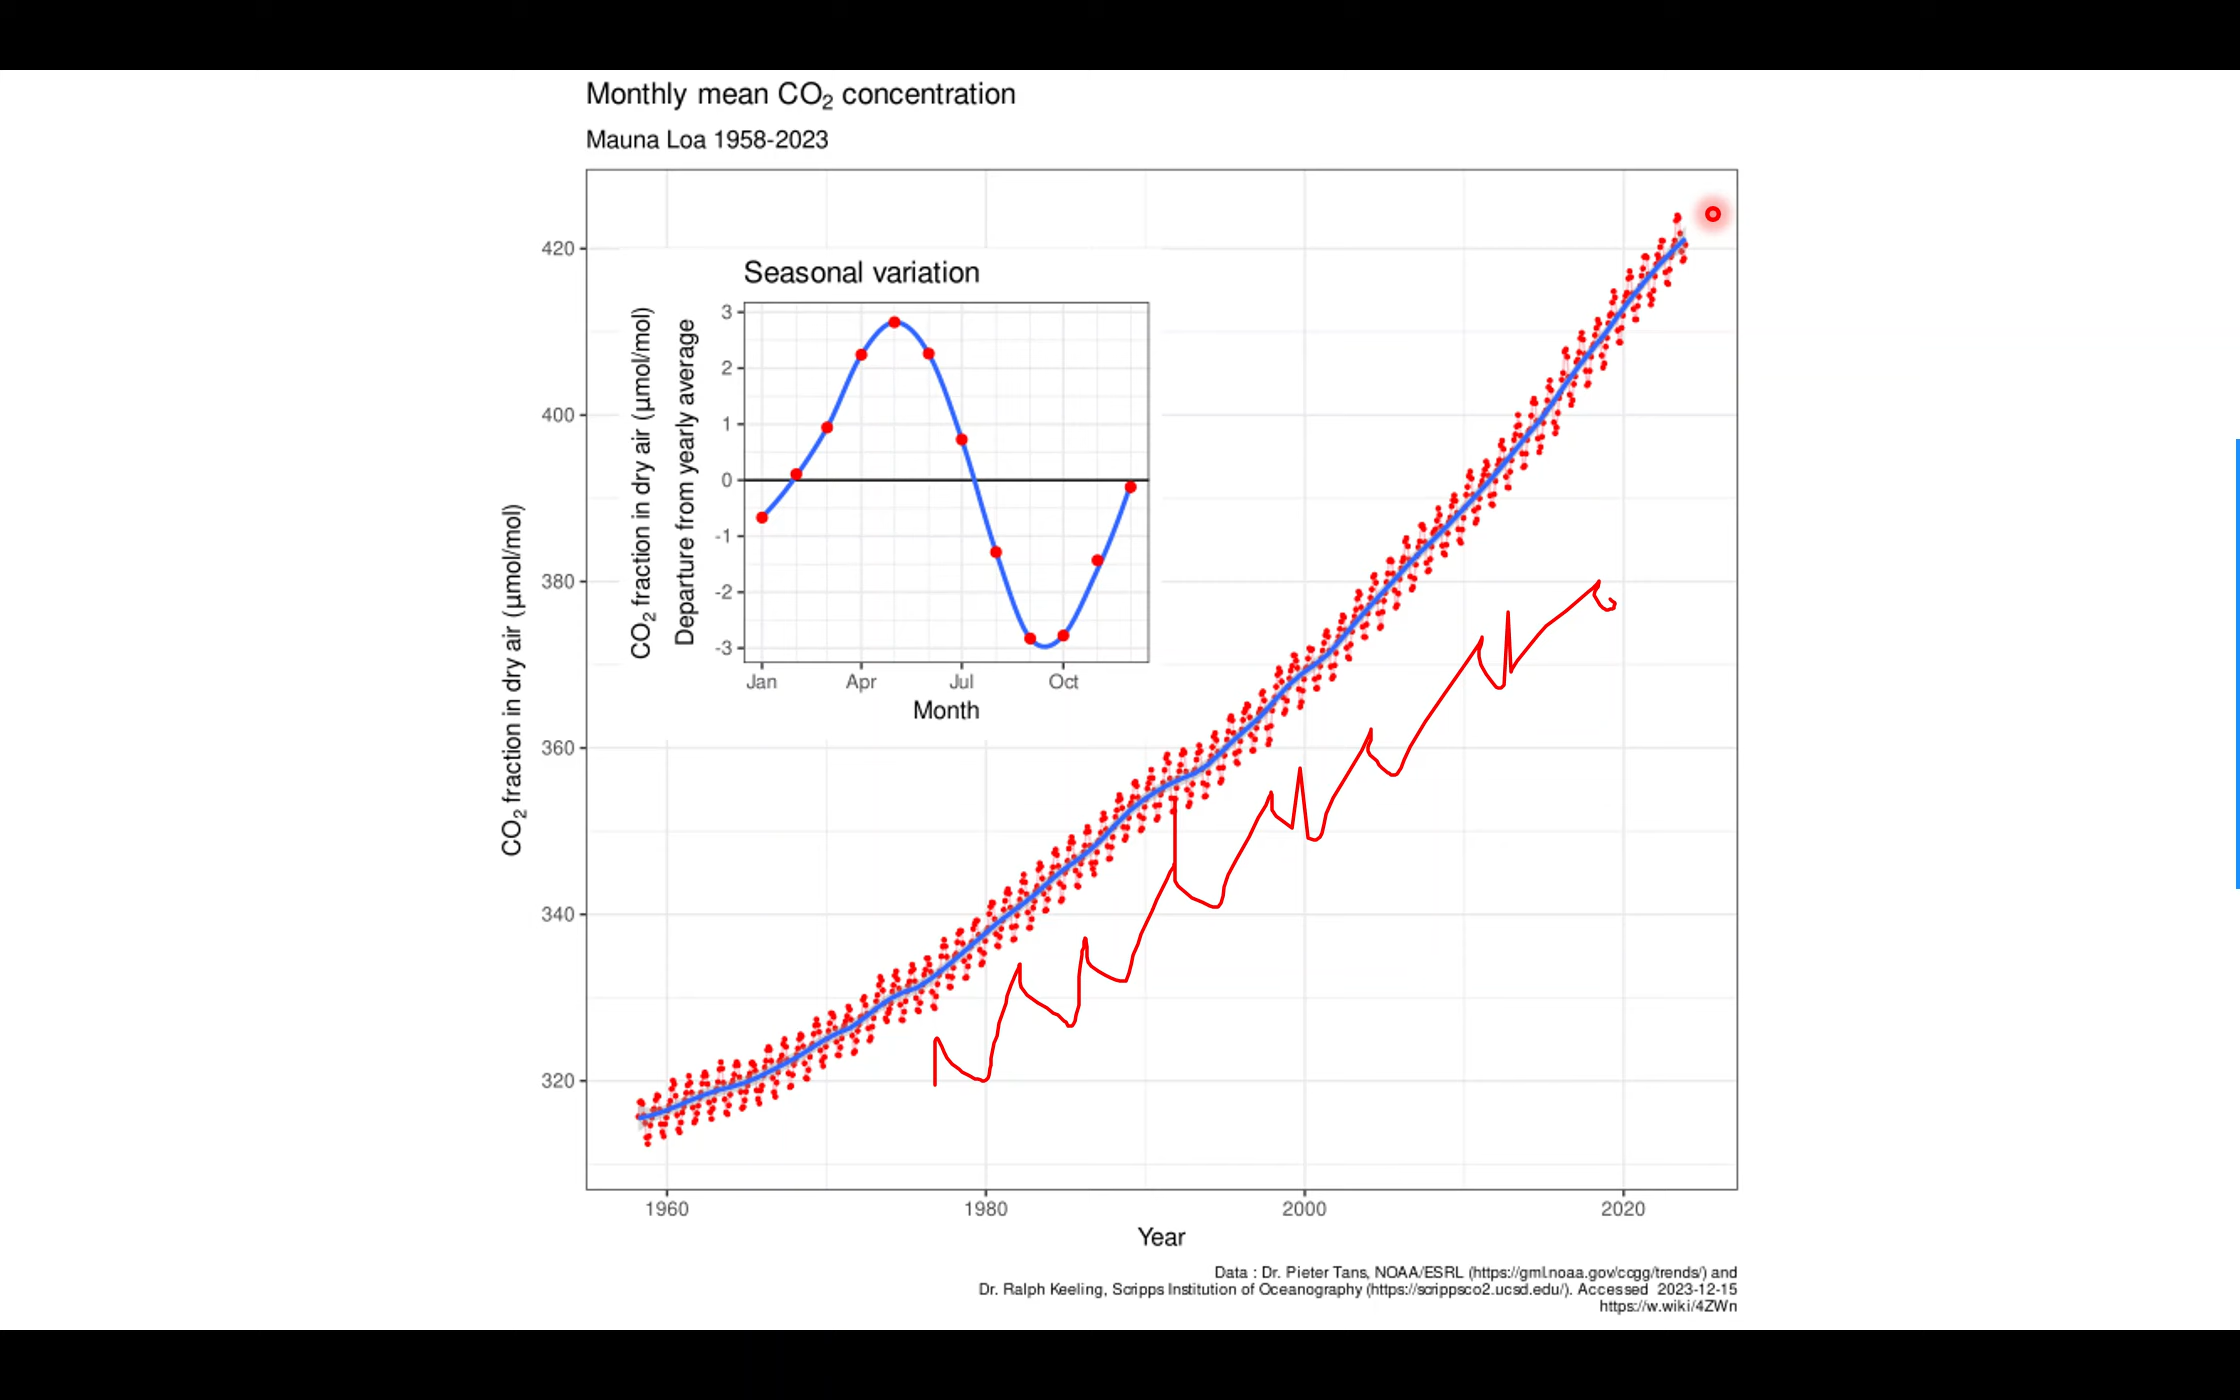 Monthly mean CO₂ concentration
Mauna Loa 1958-2023
420
400
380
360
340
320
CO₂ fraction in dry air (µmol/mol)
Seasonal variation
3
2
1
0
-1
-2
-3
CO₂ fraction in dry air (µmol/mol)
Departure from yearly average
Jan Apr Jul Oct
Month
1960 1980 2000 2020
Year
Data : Dr. Pieter Tans, NOAA/ESRL (https://gml.noaa.gov/ccgg/trends/) and
Dr. Ralph Keeling, Scripps Institution of Oceanography (https://scrippsco2.ucsd.edu/). Accessed 2023-12-15
https://w.wiki/4ZWn